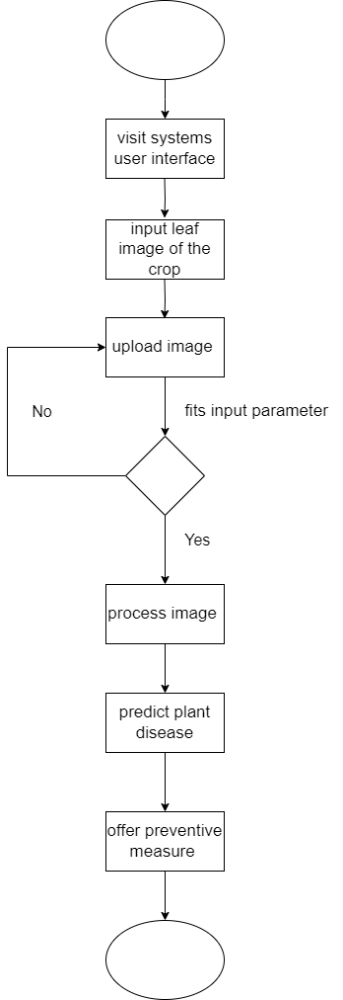 visit systems
user interface
input leaf
image of the
crop
upload image
No
fits input parameter
Yes
process image
predict plant
disease
offer preventive
measure